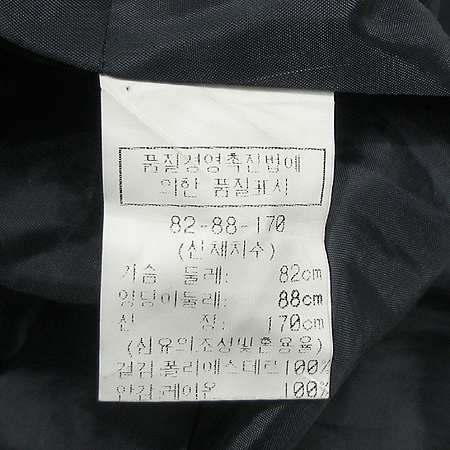 품질경영촉진법에
의한 품질표시
82-88-170
(신체치수)
가슴 둘레: 82cm
엉덩이둘레: 88cm
신 장: 170cm
(섬유의조성및혼용율)
겉감 폴리에스테르 100%
안감 레이온 100%